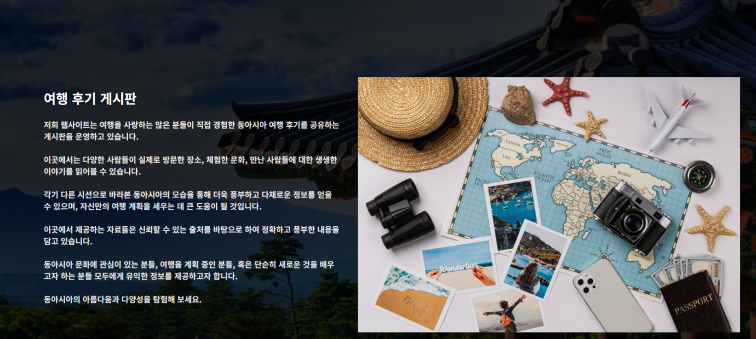 여행 후기 게시판
저희 웹사이트는 여행을 사랑하는 많은 분들이 직접 경험한 동아시아 여행 후기를 공유하는
게시판을 운영하고 있습니다.
이곳에서는 다양한 사람들이 실제로 방문한 장소, 체험한 문화, 만난 사람들에 대한 생생한
이야기를 읽어볼 수 있습니다.
각기 다른 시선으로 바라본 동아시아의 모습을 통해 더욱 풍부하고 다채로운 정보를 얻을
수 있으며, 자신만의 여행 계획을 세우는 데 큰 도움이 될 것입니다.
이곳에서 제공하는 자료들은 신뢰할 수 있는 출처를 바탕으로 하여 정확하고 풍부한 내용을
담고 있습니다.
동아시아 문화에 관심이 있는 분들, 여행을 계획 중인 분들, 혹은 단순히 새로운 것을 배우
고자 하는 분들 모두에게 유익한 정보를 제공하고자 합니다.
동아시아의 아름다움과 다양성을 탐험해 보세요.
CANADA
USA
Wonderlust
PASSPORT